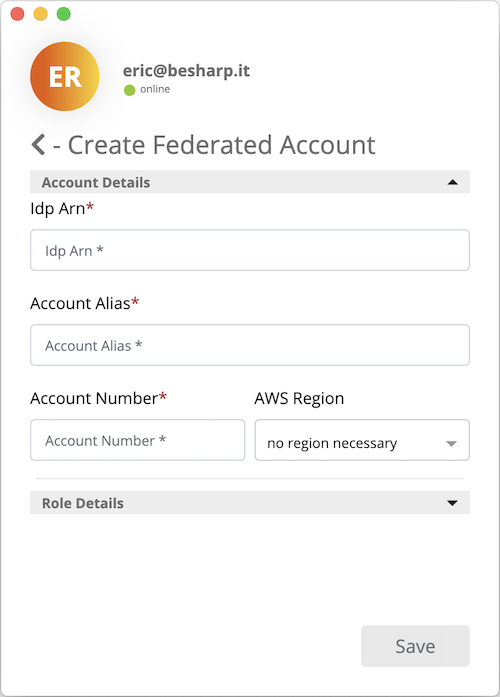 ER
eric@besharp.it
online
- Create Federated Account
Account Details
Idp Arn*
Idp Arn *
Account Alias*
Account Alias *
Account Number* AWS Region
Account Number * no region necessary
Role Details
Save